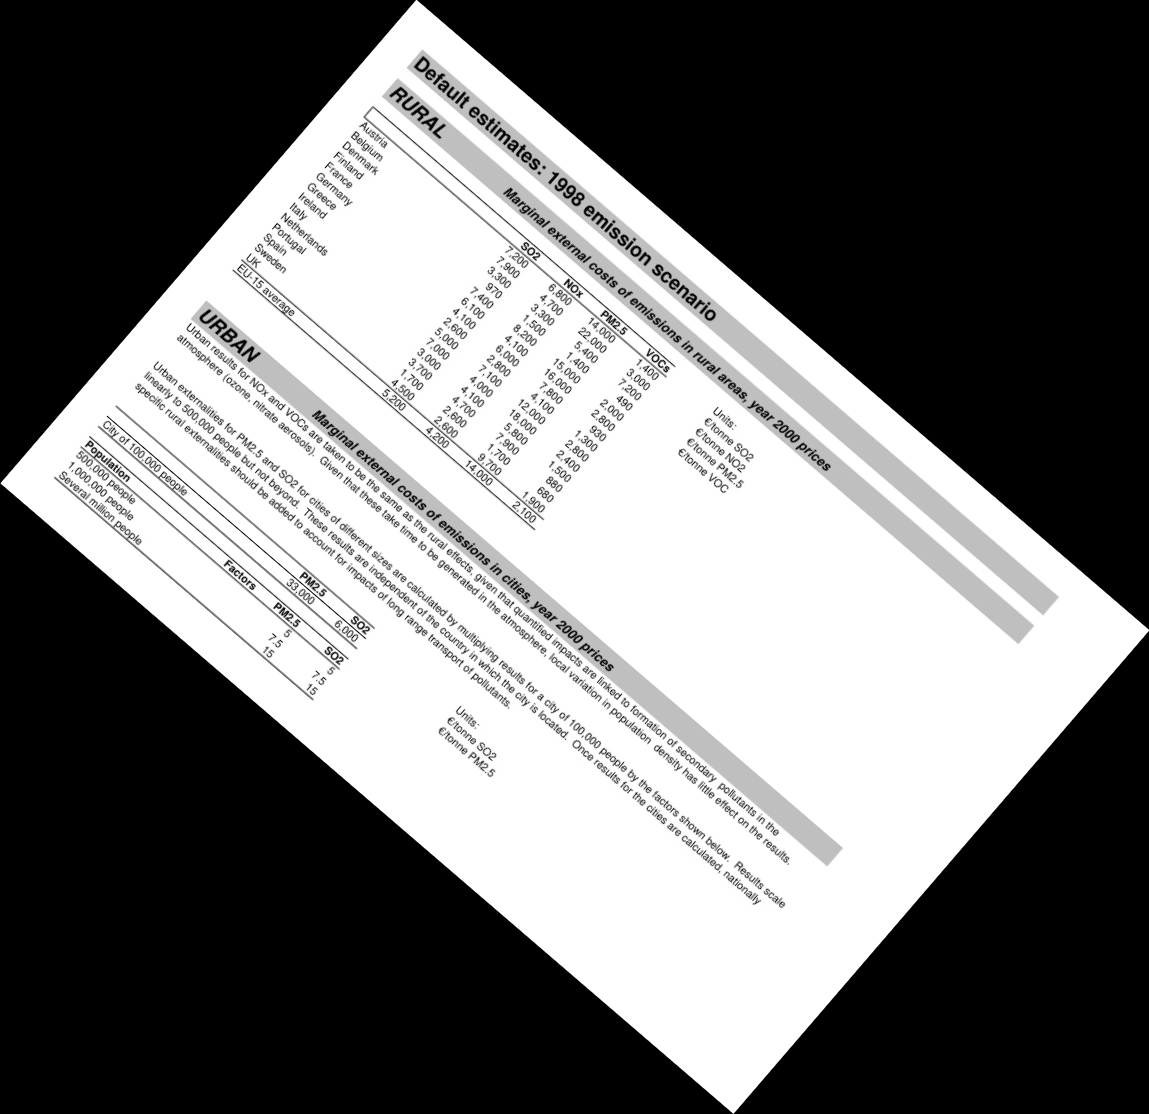 Default estimates: 1998 emission scenario
RURAL Marginal external costs of emissions in rural areas, year 2000 prices
SO2 NOx PM2.5 VOCs Units:
Austria 7,200 6,800 14,000 1,400 €/tonne SO2
Belgium 7,900 4,700 22,000 3,000 €/tonne NO2
Denmark 3,300 3,300 5,400 7,200 €/tonne PM2.5
Finland 970 1,500 1,400 490 €/tonne VOC
France 7,400 8,200 15,000 2,000
Germany 6,100 4,100 16,000 2,800
Greece 4,100 6,000 7,800 930
Ireland 2,600 2,800 4,100 1,300
Italy 5,000 7,100 12,000 2,800
Netherlands 7,000 4,000 18,000 2,400
Portugal 3,000 4,100 5,800 1,500
Spain 3,700 4,700 7,900 880
Sweden 1,700 2,600 1,700 680
UK 4,500 2,600 9,700 1,900
EU-15 average 5,200 4,200 14,000 2,100
URBAN Marginal external costs of emissions in cities, year 2000 prices
Urban results for NOx and VOCs are taken to be the same as the rural effects, given that quantified impacts are linked to formation of secondary pollutants in the
atmosphere (ozone, nitrate aerosols). Given that these take time to be generated in the atmosphere, local variation in population density has little effect on the results.
Urban externalities for PM2.5 and SO2 for cities of different sizes are calculated by multiplying results for a city of 100,000 people by the factors shown below. Results scale
linearly to 500,000 people but not beyond. These results are independent of the country in which the city is located. Once results for the cities are calculated, nationally
specific rural externalities should be added to account for impacts of long range transport of pollutants.
PM2.5 SO2 Units:
City of 100,000 people 33,000 6,000 €/tonne SO2
€/tonne PM2.5
Population Factors PM2.5 SO2
500,000 people 5 5
1,000,000 people 7.5 7.5
Several million people 15 15